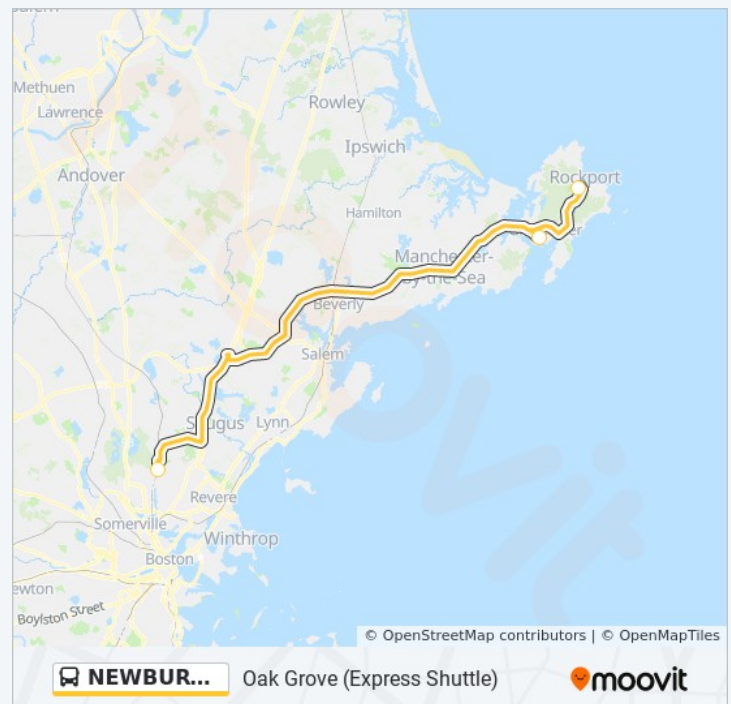 Methuen
Lawrence
Rowley
Ipswich
Andover
Rockport
Hamilton
Manchester-
by-the-Sea
Beverly
Salem
Saugus
Lynn
Revere
Somerville
Winthrop
Boston
ewton
Boylston Street
© OpenStreetMap contributors | © OpenMapTiles
NEWBUR...
Oak Grove (Express Shuttle)
moovit